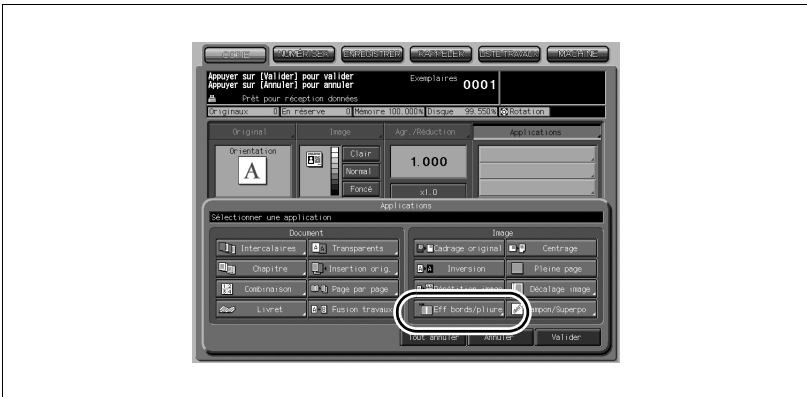 COPIE NUMÉRISER ENREGISTRER RAPPELER LISTE TRAVAUX MACHINE
Appuyer sur [Valider] pour valider
Appuyer sur [Annuler] pour annuler
Exemplaires 0001
Prêt pour réception données
Originaux 0 En réserve 0 Mémoire 100.000% Disque 99.550% Rotation
Original Image Agr./Réduction Applications
Orientation
A
Clair
Normal
Foncé
1.000
x1.0
Applications
Sélectionner une application
Document Image
Intercalaires Transparents Cadrage original Centrage
Chapitre Insertion orig. Inversion Pleine page
Combinaison Page par page Répétition image Décalage image
Livret Fusion travaux Eff bords/pliure Tampon/Superpo
Tout annuler Annuler Valider